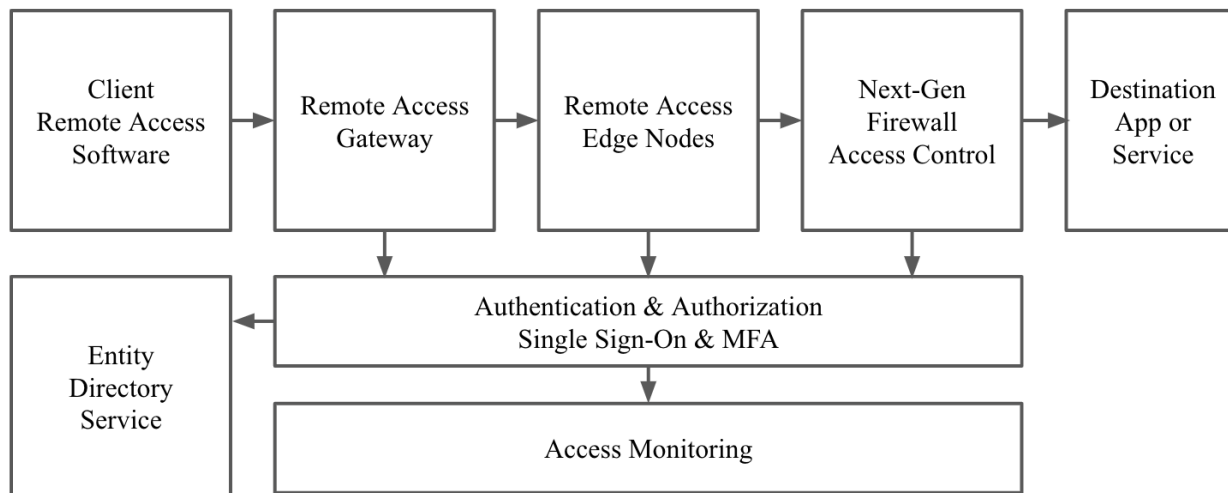 Client
Remote Access
Software
Remote Access
Gateway
Remote Access
Edge Nodes
Next-Gen
Firewall
Access Control
Destination
App or
Service
Entity
Directory
Service
Authentication & Authorization
Single Sign-On & MFA
Access Monitoring